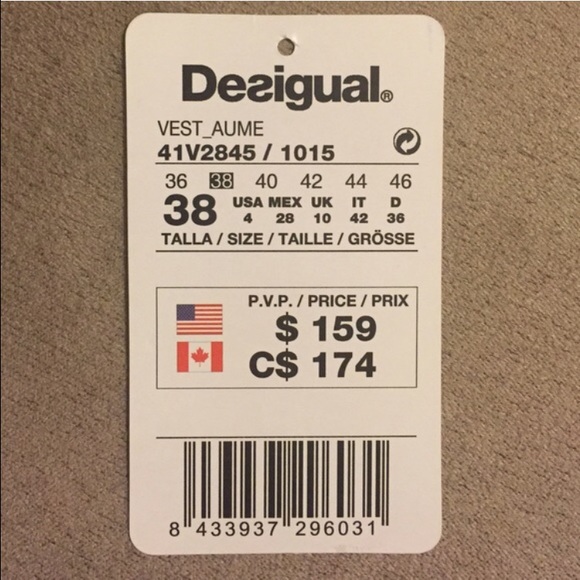 Desigual®
VEST_AUME
41V2845 / 1015
36 38 40 42 44 46
38 USA MEX UK IT D
4 28 10 42 36
TALLA / SIZE / TAILLE / GRÖSSE
P.V.P. / PRICE / PRIX
$ 159
C$ 174
8 433937 296031